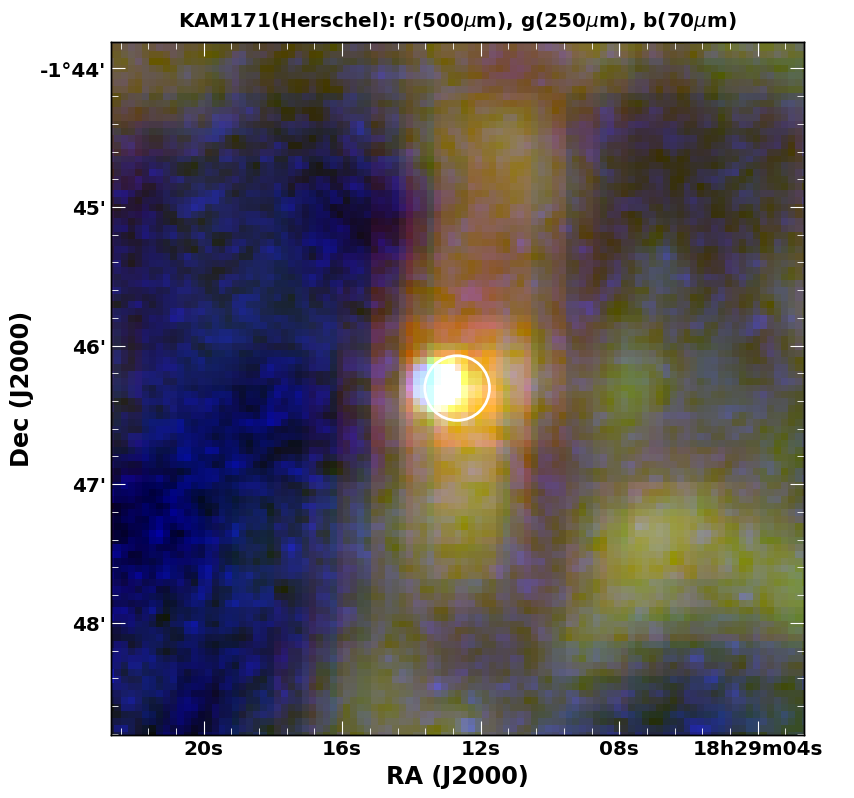 KAM171(Herschel): r(500μm), g(250μm), b(70μm)
-1°44'
45'
46'
47'
48'
Dec (J2000)
20s 16s 12s 08s 18h29m04s
RA (J2000)